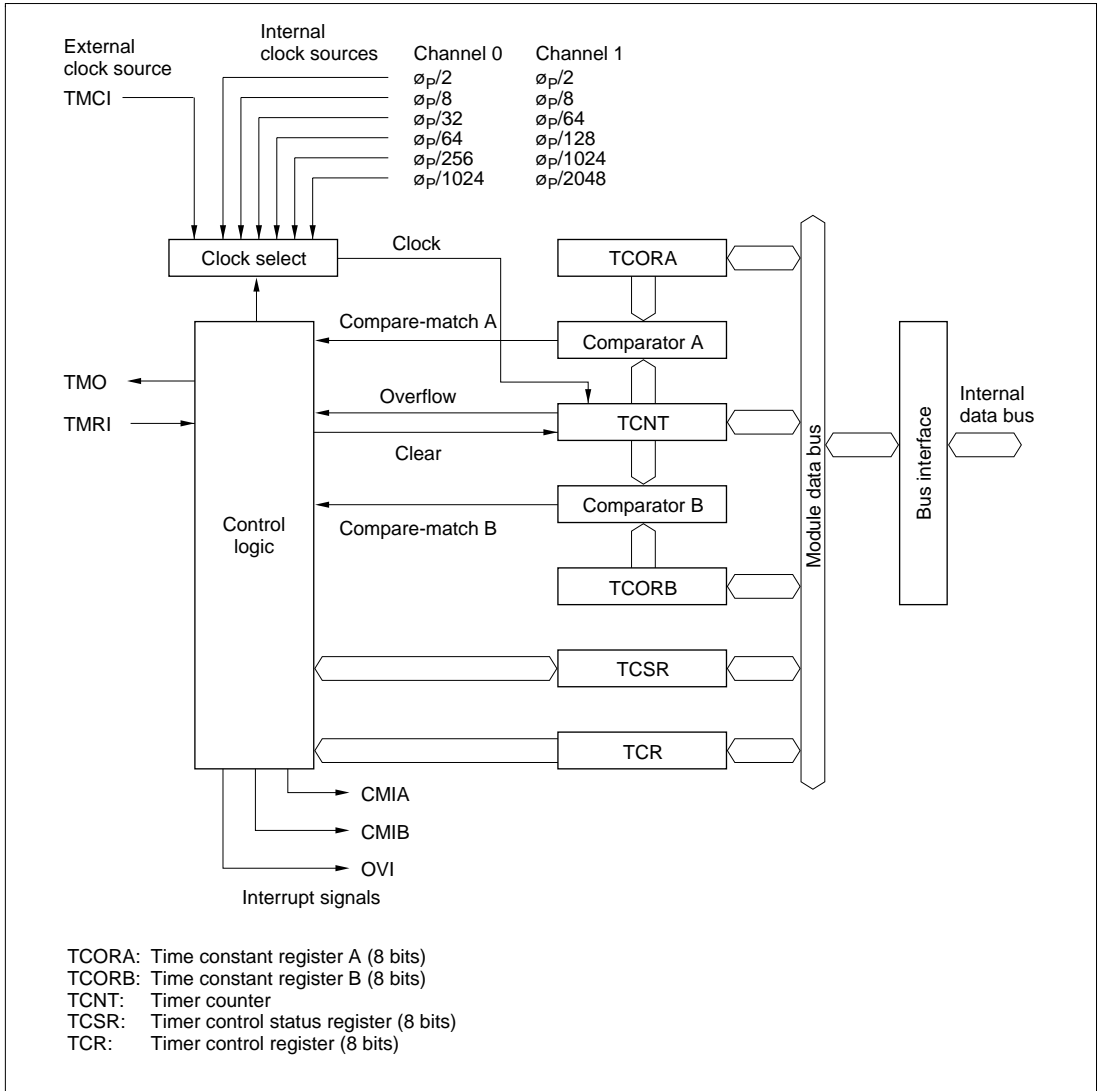 External
clock source
TMCI
Internal
clock sources
Channel 0 Channel 1
øP/2 øP/2
øP/8 øP/8
øP/32 øP/64
øP/64 øP/128
øP/256 øP/1024
øP/1024 øP/2048
Clock select
Clock
TCORA
Compare-match A
Comparator A
TMO
TMRI
Overflow
TCNT
Clear
Internal
data bus
Module data bus
Bus interface
Comparator B
Compare-match B
Control
logic
TCORB
TCSR
TCR
CMIA
CMIB
OVI
Interrupt signals
TCORA: Time constant register A (8 bits)
TCORB: Time constant register B (8 bits)
TCNT: Timer counter
TCSR: Timer control status register (8 bits)
TCR: Timer control register (8 bits)